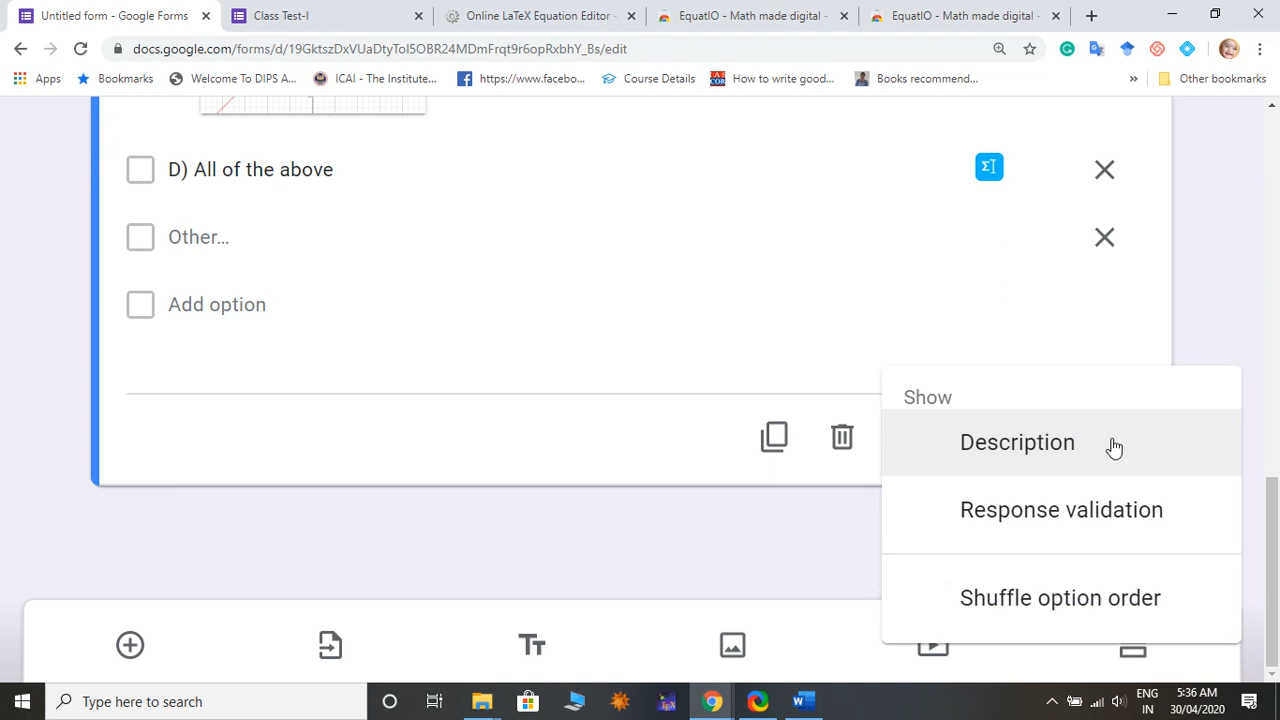 Untitled form - Google Forms
Class Test-I
Online LaTeX Equation Editor -
EquatIO - Math made digital -
EquatIO - Math made digital -
docs.google.com/forms/d/19GktszDxVUaDtyToI5OBR24MDmFrqt9r6opRxbhY_Bs/edit
Apps
Bookmarks
Welcome To DIPS A...
ICAI - The Institute...
https://www.facebo...
Course Details
How to write good...
Books recommend...
»
Other bookmarks
D) All of the above
Other...
Add option
Show
Description
Response validation
Shuffle option order
Type here to search
ENG
IN
5:36 AM
30/04/2020